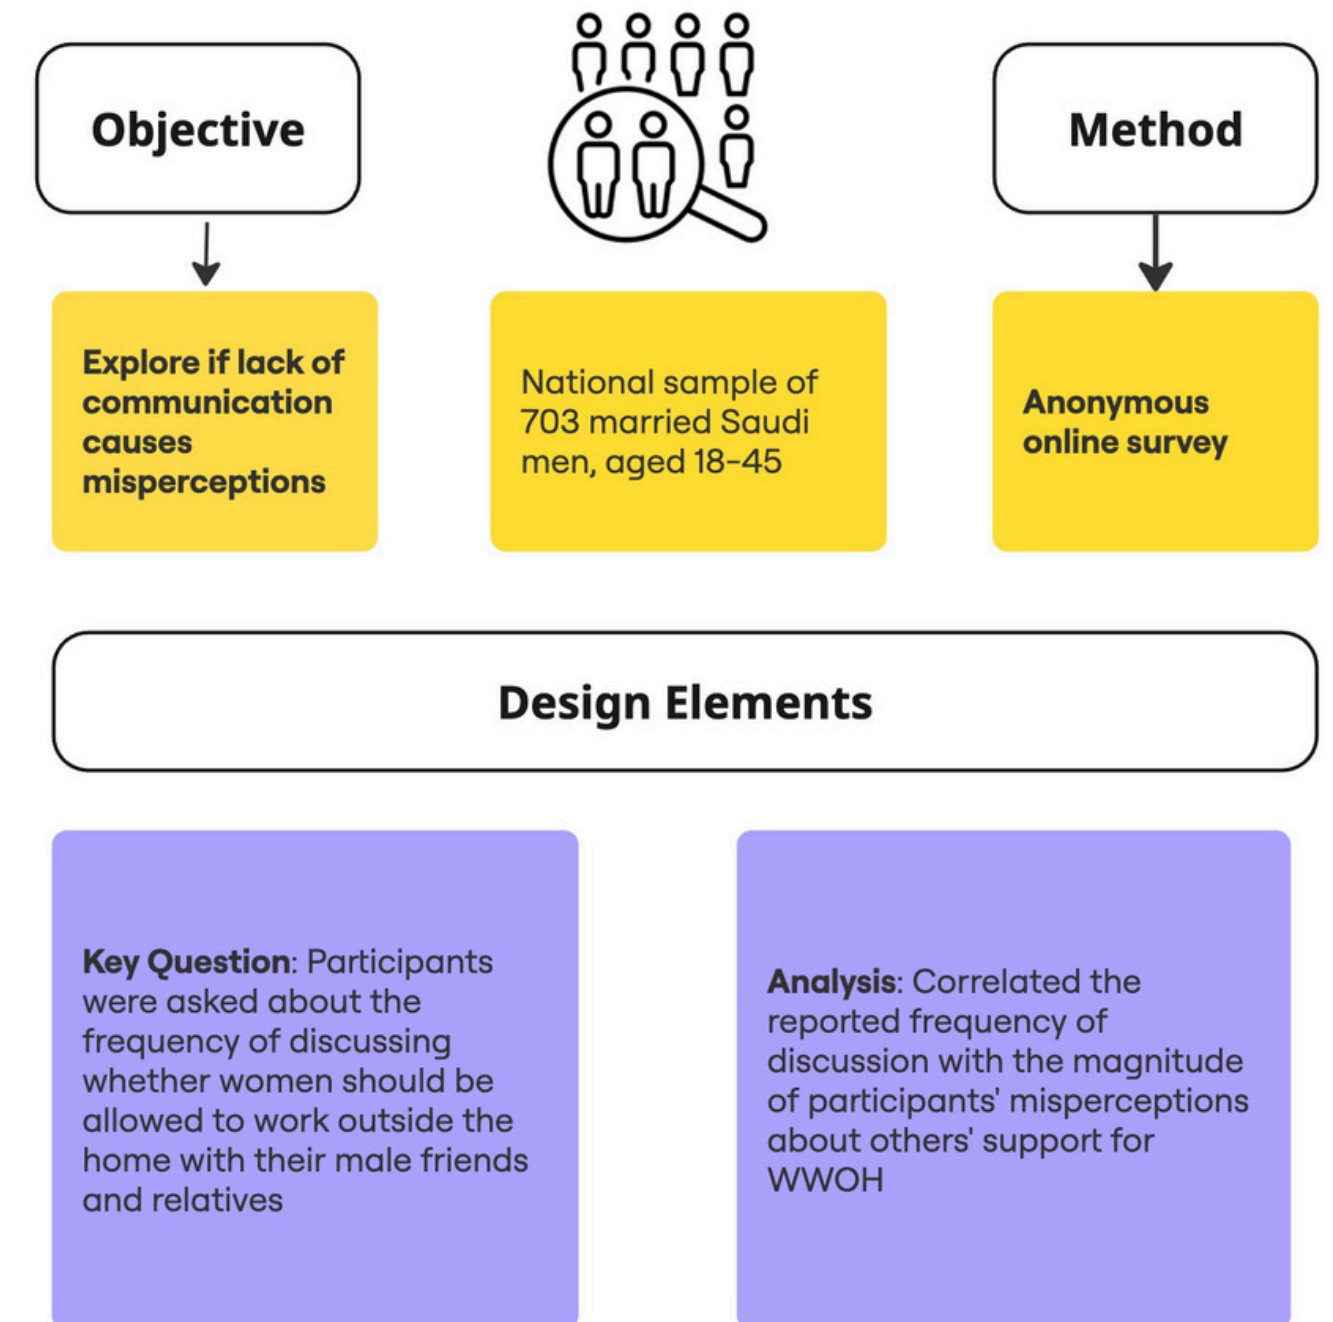 Objective
Method
Explore if lack of
communication
causes
misperceptions
National sample of
703 married Saudi
men, aged 18-45
Anonymous
online survey
Design Elements
Key Question: Participants
were asked about the
frequency of discussing
whether women should be
allowed to work outside the
home with their male friends
and relatives
Analysis: Correlated the
reported frequency of
discussion with the magnitude
of participants' misperceptions
about others' support for
WWOH